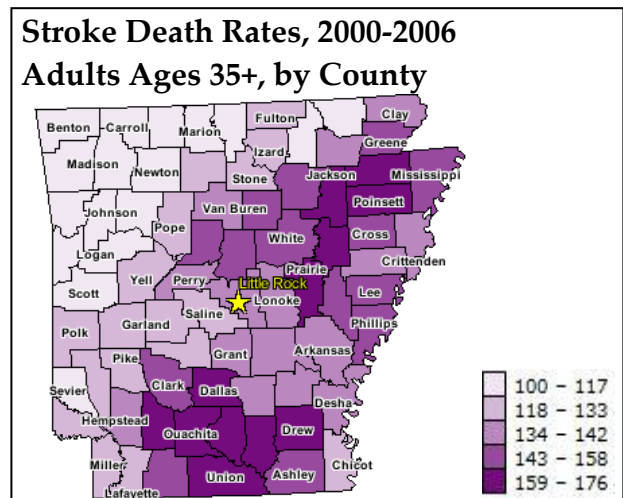 Stroke Death Rates, 2000-2006
Adults Ages 35+, by County
Benton
Carroll
Marion
Fulton
Clay
Greene
Izard
Madison
Newton
Stone
Jackson
Mississippi
Poinsett
Johnson
Van Buren
Pope
White
Cross
Logan
Crittenden
Yell
Perry
Prairie
Little Rock
Scott
Lonoke
Lee
Saline
Polk
Garland
Phillips
Pike
Grant
Arkansas
Sevier
Clark
Dallas
Desha
Hempstead
Ouachita
Drew
Miller
Union
Ashley
Chicot
Lafayette
100 - 117
118 - 133
134 - 142
143 - 158
159 - 176